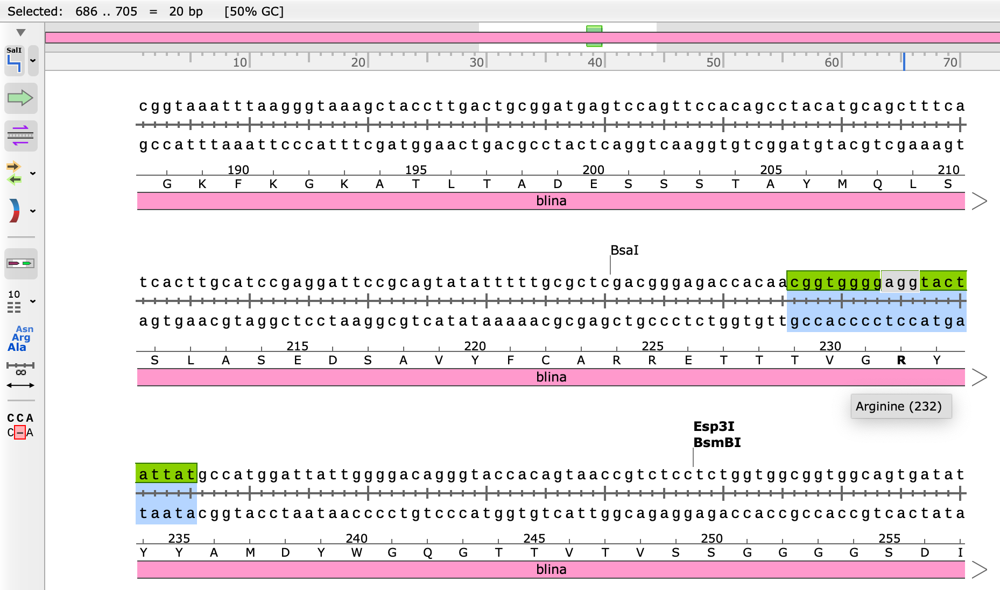 Selected: 686 .. 705 = 20 bp [50% GC]
SalI
10 20 30 40 50 60 70
cggtaaatttaagggtaaagctaccttgactgcggatgagtccagttccacagcctacatgcagctttca
gccatttaaattcccatttcgatggaactgacgcctactcaggtcaaggtgtcggatgtacgtcgaaagt
190 195 200 205 210
G K F K G K A T L T A D E S S S T A Y M Q L S
blina
BsaI
tcacttgcatccgaggattccgcagtatatttttgcgctcgacgggagaccacaacggtggggaggtact
agtgaacgtaggctcctaaggcgtcatataaaaacgcgagctgccctctggtgttgccacccctccatga
215 220 225 230
S L A S E D S A V Y F C A R R E T T T V G R Y
blina
Arginine (232)
Esp3I
BsmBI
attatgccatggattattggggacagggtaccacagtaaccgtctcctctggtggcggtggcagtgatat
taatacggtacctaataacccctgtcccatggtgtcattggcagaggagaccaccgccaccgtcactata
235 240 245 250 255
Y Y A M D Y W G Q G T T V T V S S G G G G S D I
blina
10
Asn
Arg
Ala
∞
CCA
C–A